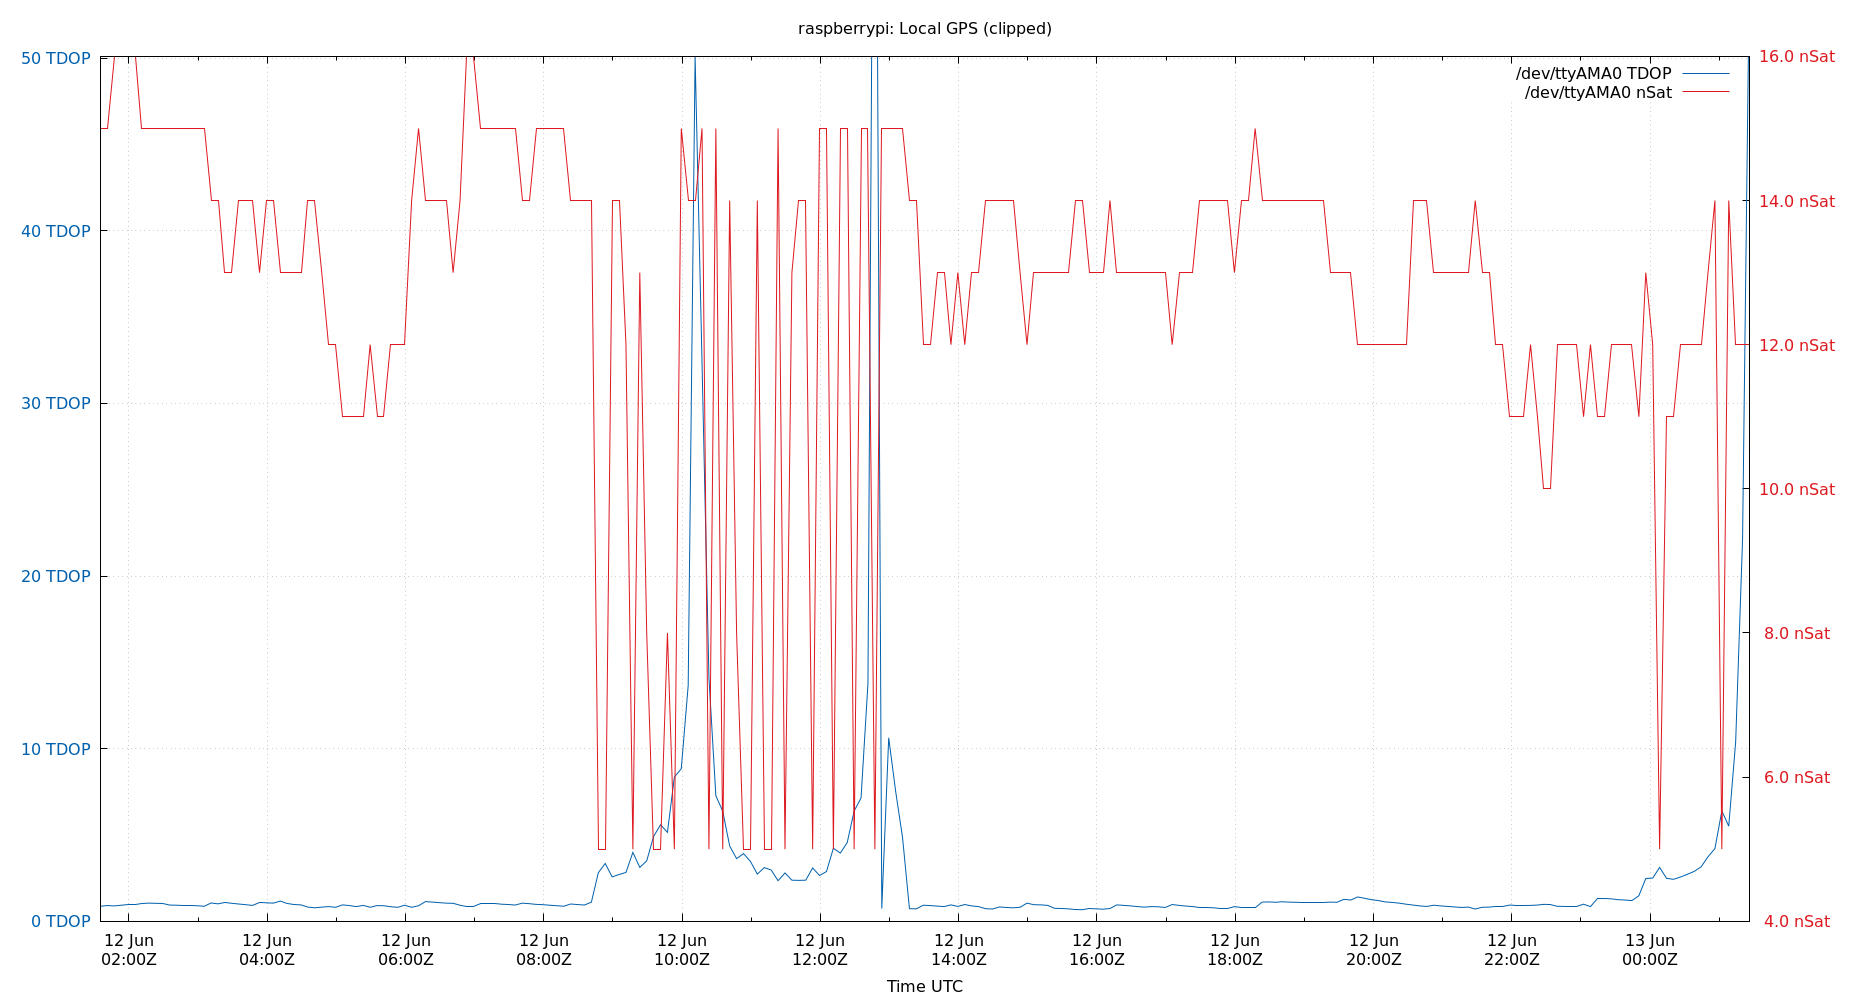 raspberrypi: Local GPS (clipped)
50 TDOP
40 TDOP
30 TDOP
20 TDOP
10 TDOP
0 TDOP
16.0 nSat
14.0 nSat
12.0 nSat
10.0 nSat
8.0 nSat
6.0 nSat
4.0 nSat
/dev/ttyAMA0 TDOP
/dev/ttyAMA0 nSat
12 Jun
02:00Z
12 Jun
04:00Z
12 Jun
06:00Z
12 Jun
08:00Z
12 Jun
10:00Z
12 Jun
12:00Z
12 Jun
14:00Z
12 Jun
16:00Z
12 Jun
18:00Z
12 Jun
20:00Z
12 Jun
22:00Z
13 Jun
00:00Z
Time UTC